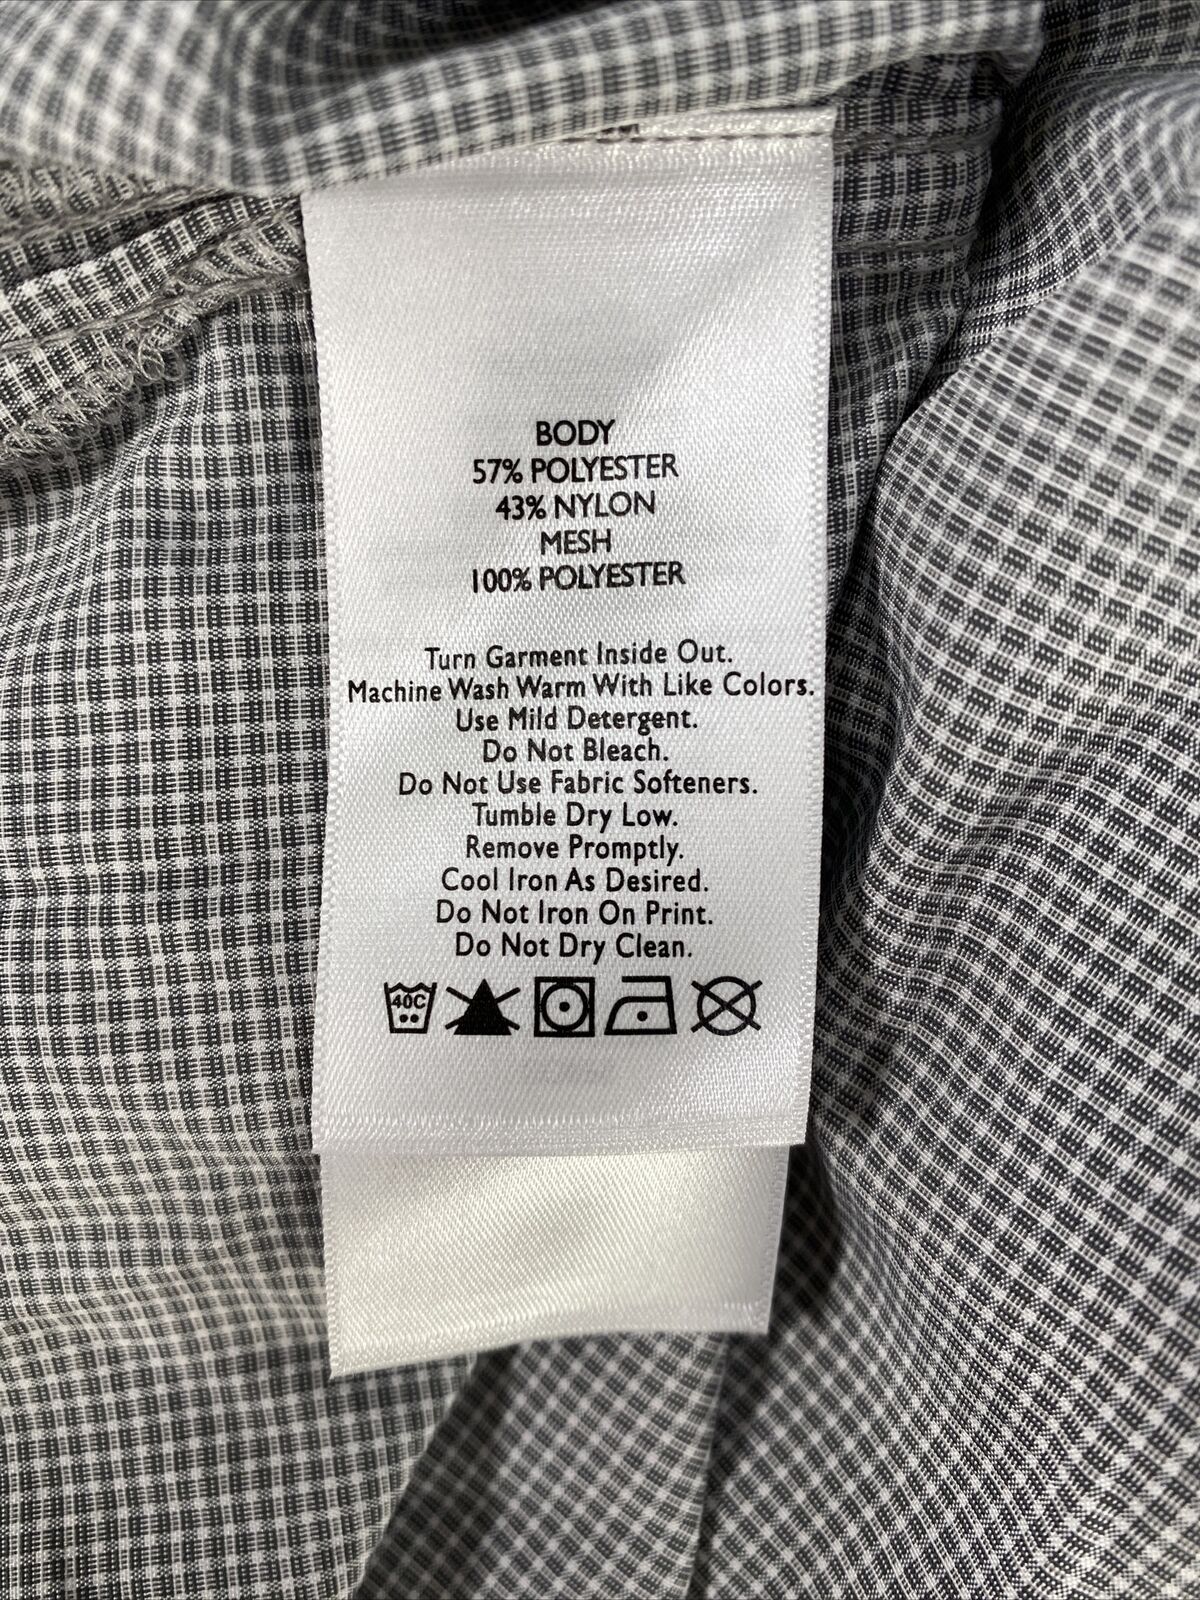 BODY
57% POLYESTER
43% NYLON
MESH
100% POLYESTER
Turn Garment Inside Out.
Machine Wash Warm With Like Colors.
Use Mild Detergent.
Do Not Bleach.
Do Not Use Fabric Softeners.
Tumble Dry Low.
Remove Promptly.
Cool Iron As Desired.
Do Not Iron On Print.
Do Not Dry Clean.
40C